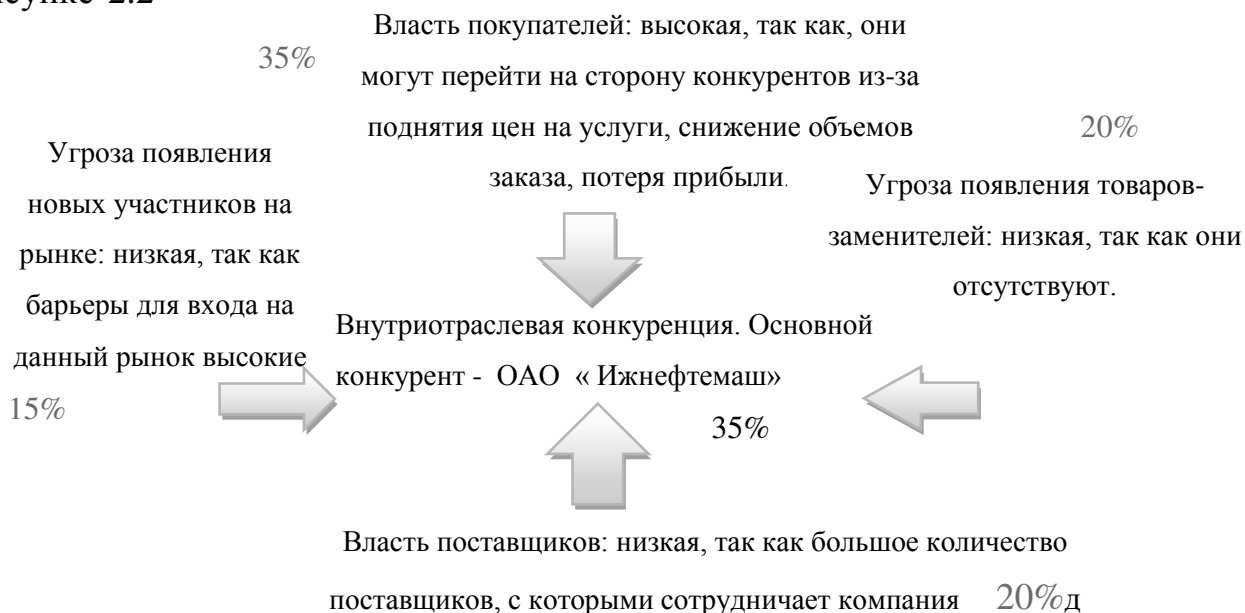 Власть покупателей: высокая, так как, они
35%
могут перейти на сторону конкурентов из-за
поднятия цен на услуги, снижение объемов
заказа, потеря прибыли.
20%
Угроза появления
новых участников на
рынке: низкая, так как
барьеры для входа на
данный рынок высокие
15%
Угроза появления товаров-
заменителей: низкая, так как они
отсутствуют.
Внутриотраслевая конкуренция. Основной
конкурент - ОАО « Ижнефтемаш»
35%
Власть поставщиков: низкая, так как большое количество
поставщиков, с которыми сотрудничает компания 20%д